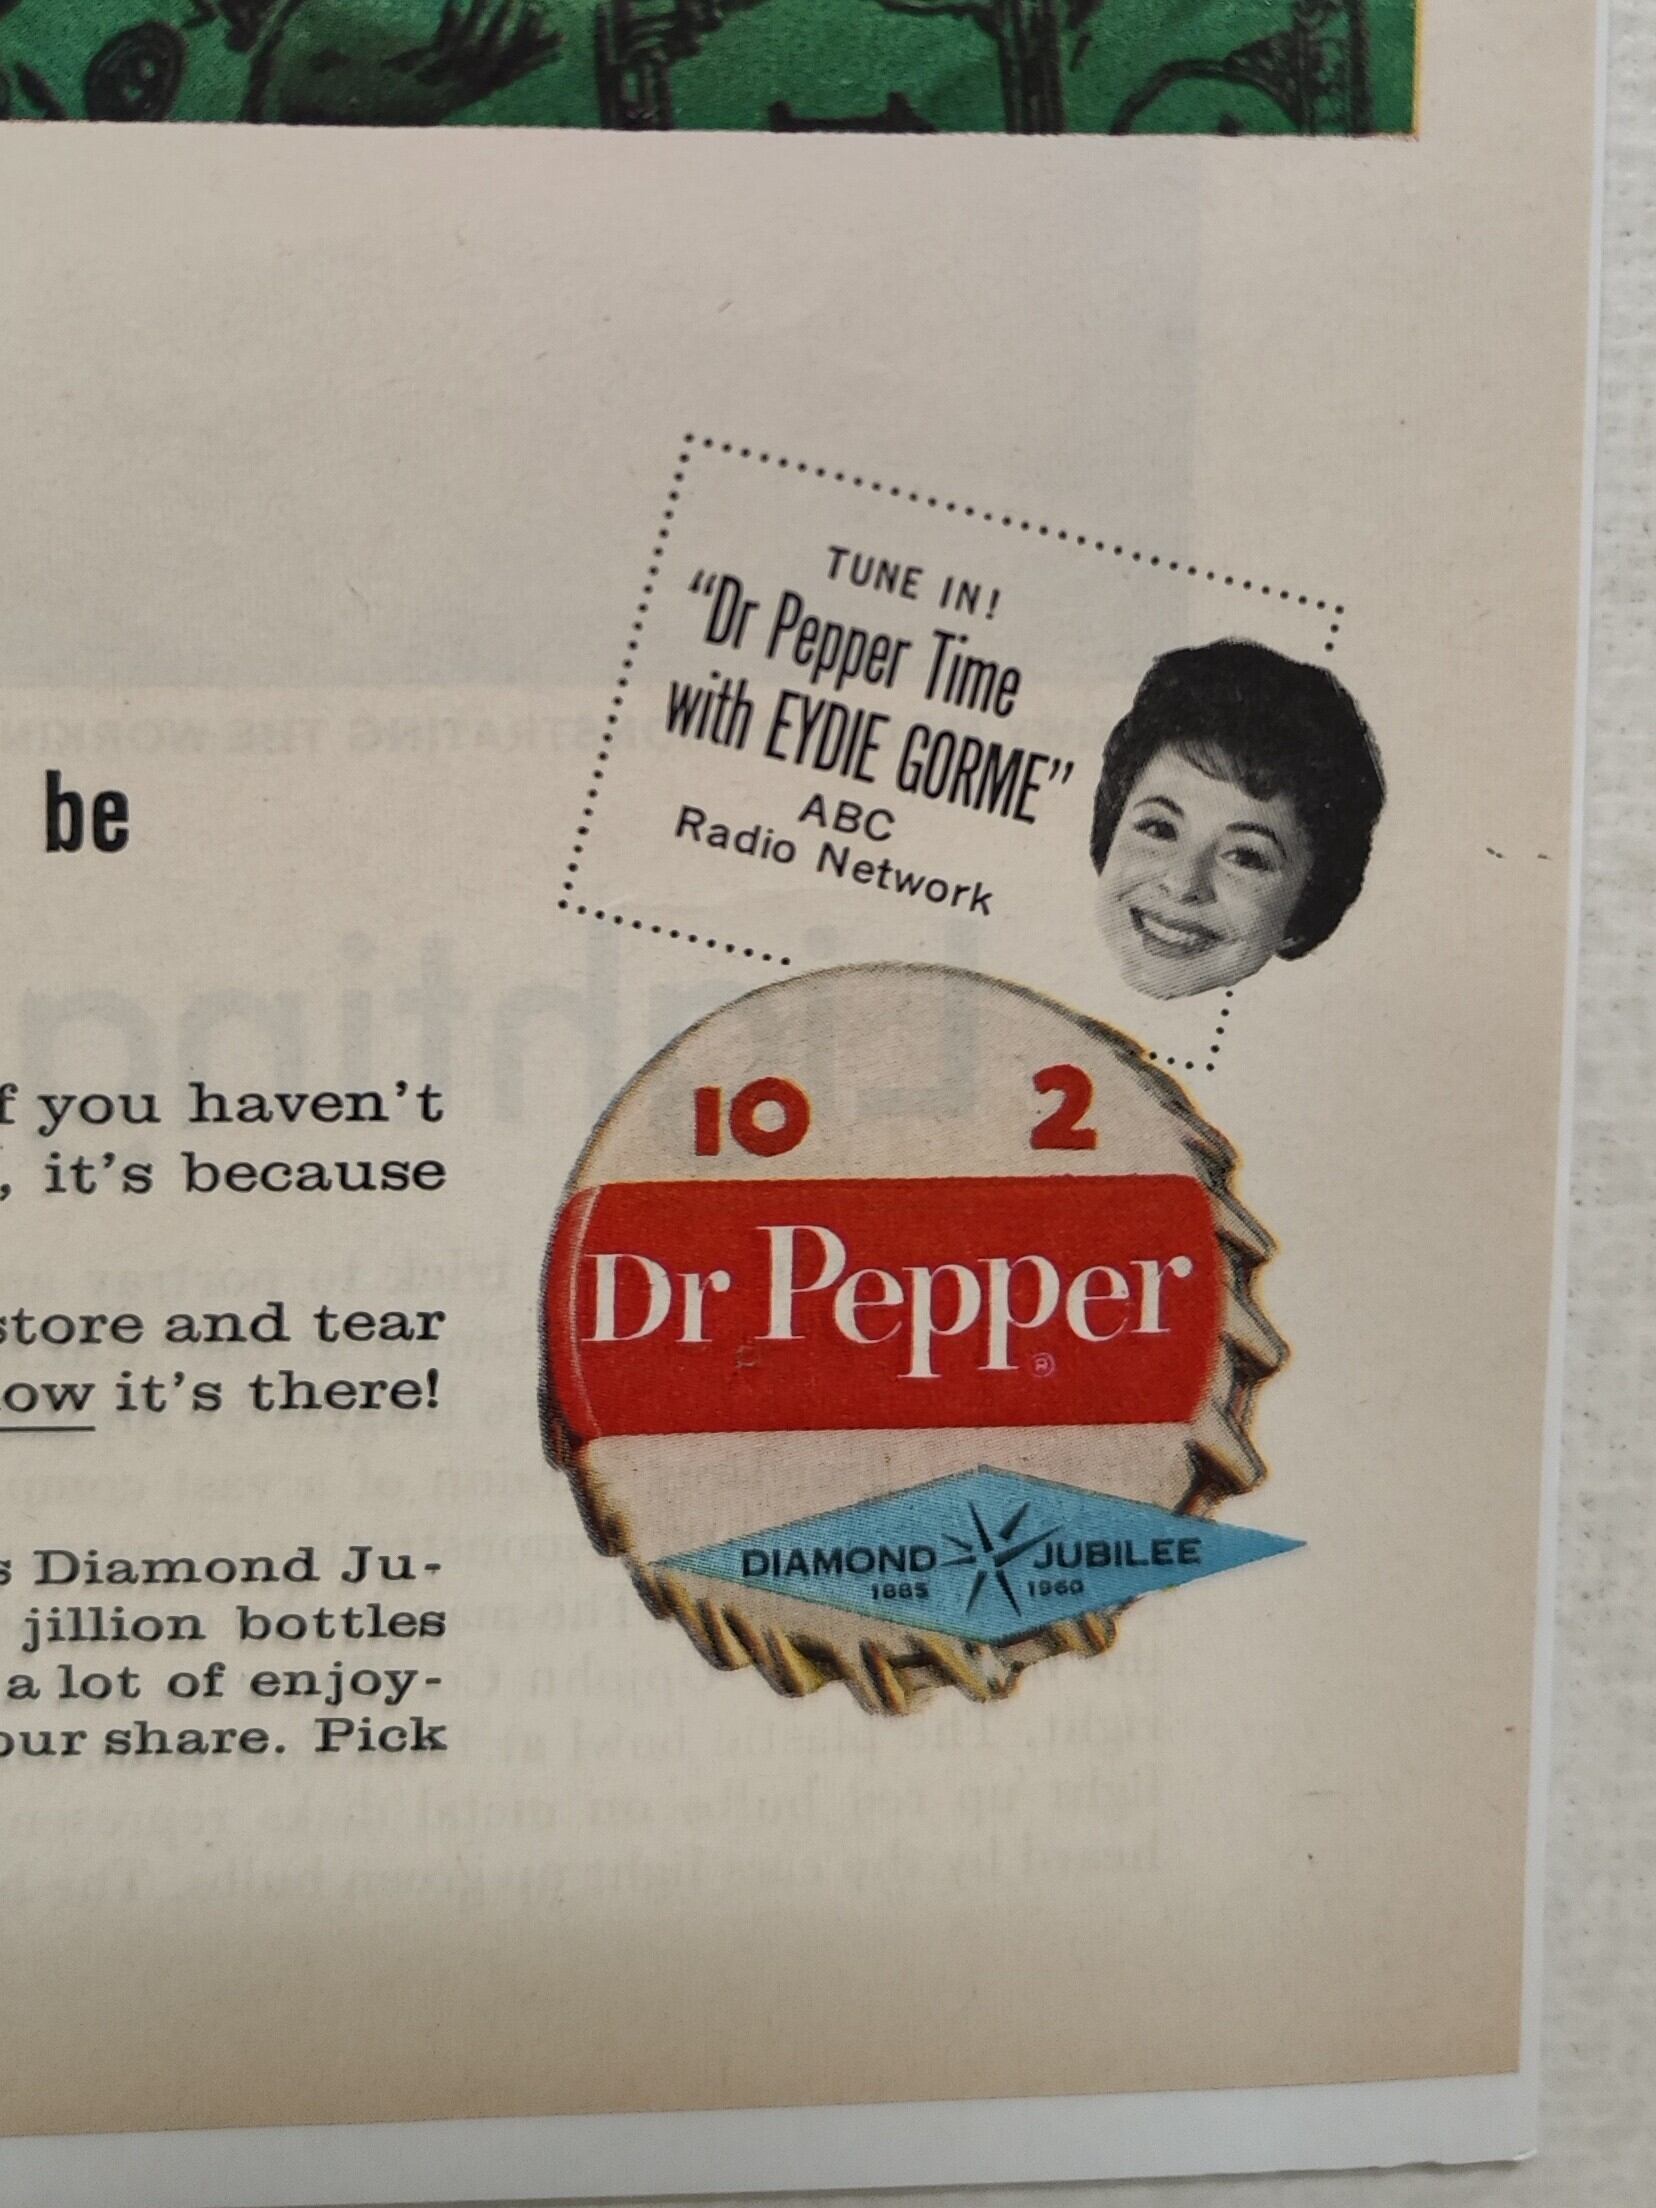 TUNE IN!
“Dr Pepper Time
with EYDIE GORME”
ABC
Radio Network
be
10 2
Dr Pepper
®
DIAMOND JUBILEE
1885 1960
f you haven't
, it's because
store and tear
ow it's there!
s Diamond Ju-
jillion bottles
a lot of enjoy-
our share. Pick